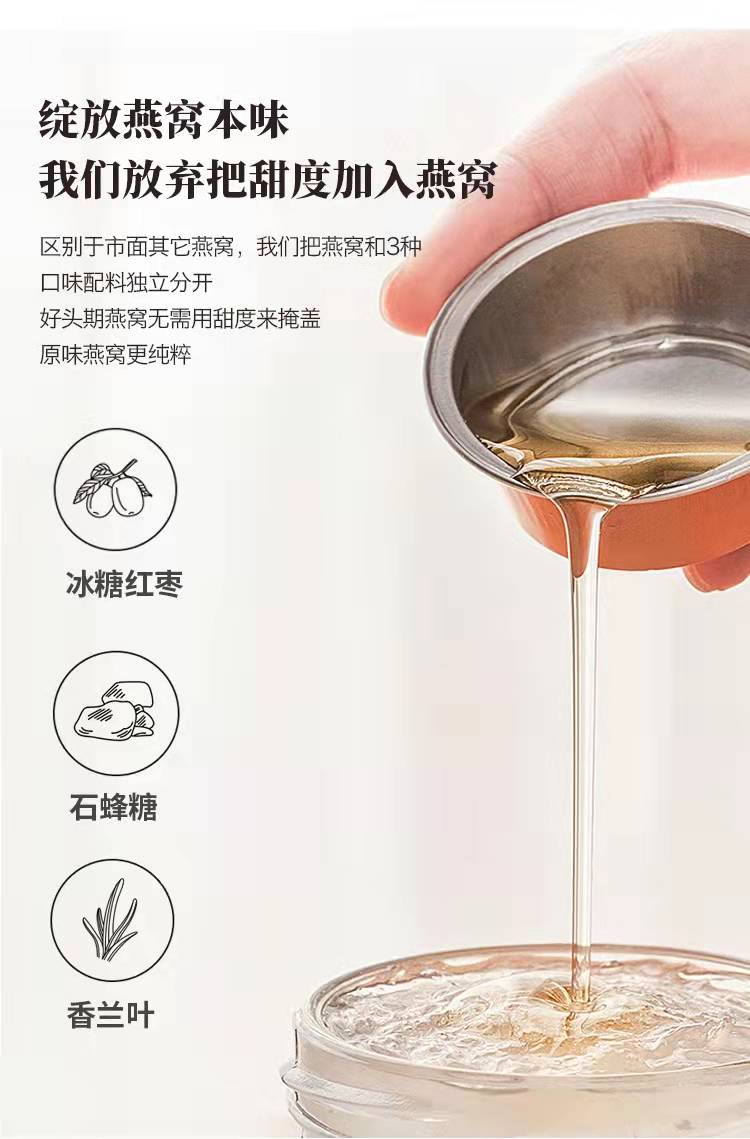 绽放燕窝本味
我们放弃把甜度加入燕窝
区别于市面其它燕窝，我们把燕窝和3种
口味配料独立分开
好头期燕窝无需用甜度来掩盖
原味燕窝更纯粹
冰糖红枣
石蜂糖
香兰叶